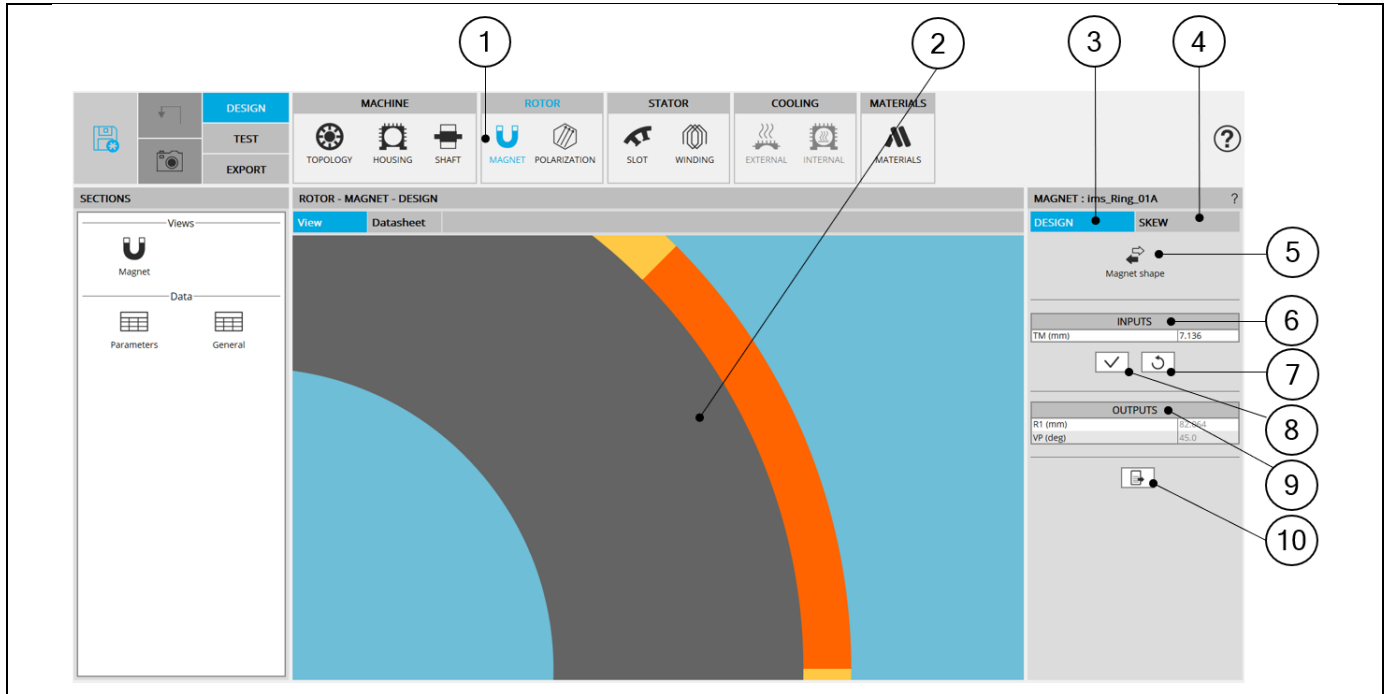 1
2
3
4
DESIGN
TEST
EXPORT
MACHINE
ROTOR
STATOR
COOLING
MATERIALS
TOPOLOGY
HOUSING
SHAFT
MAGNET
POLARIZATION
SLOT
WINDING
EXTERNAL
INTERNAL
MATERIALS
?
SECTIONS
Views
Magnet
Data
Parameters
General
ROTOR - MAGNET - DESIGN
View
Datasheet
MAGNET : ims_Ring_01A
?
DESIGN
SKEW
Magnet shape
5
INPUTS
6
TM (mm)
7.136
7
8
OUTPUTS
R1 (mm)
82.064
VP (deg)
45.0
9
10